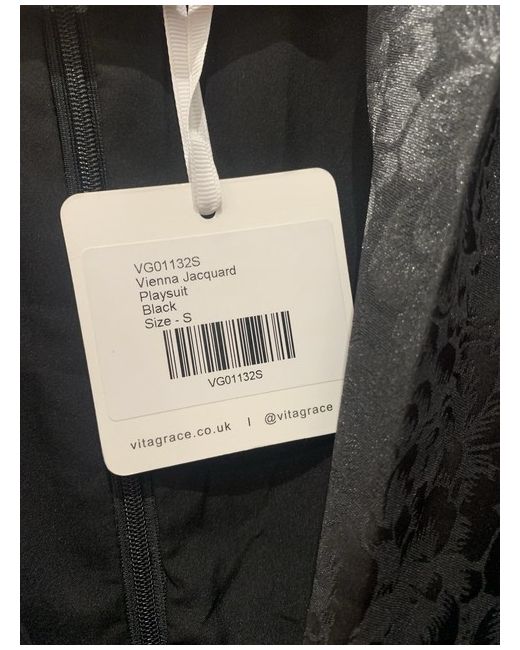 VG01132S
Vienna Jacquard
Playsuit
Black
Size - S
VG01132S
vitagrace.co.uk | @vitagrace